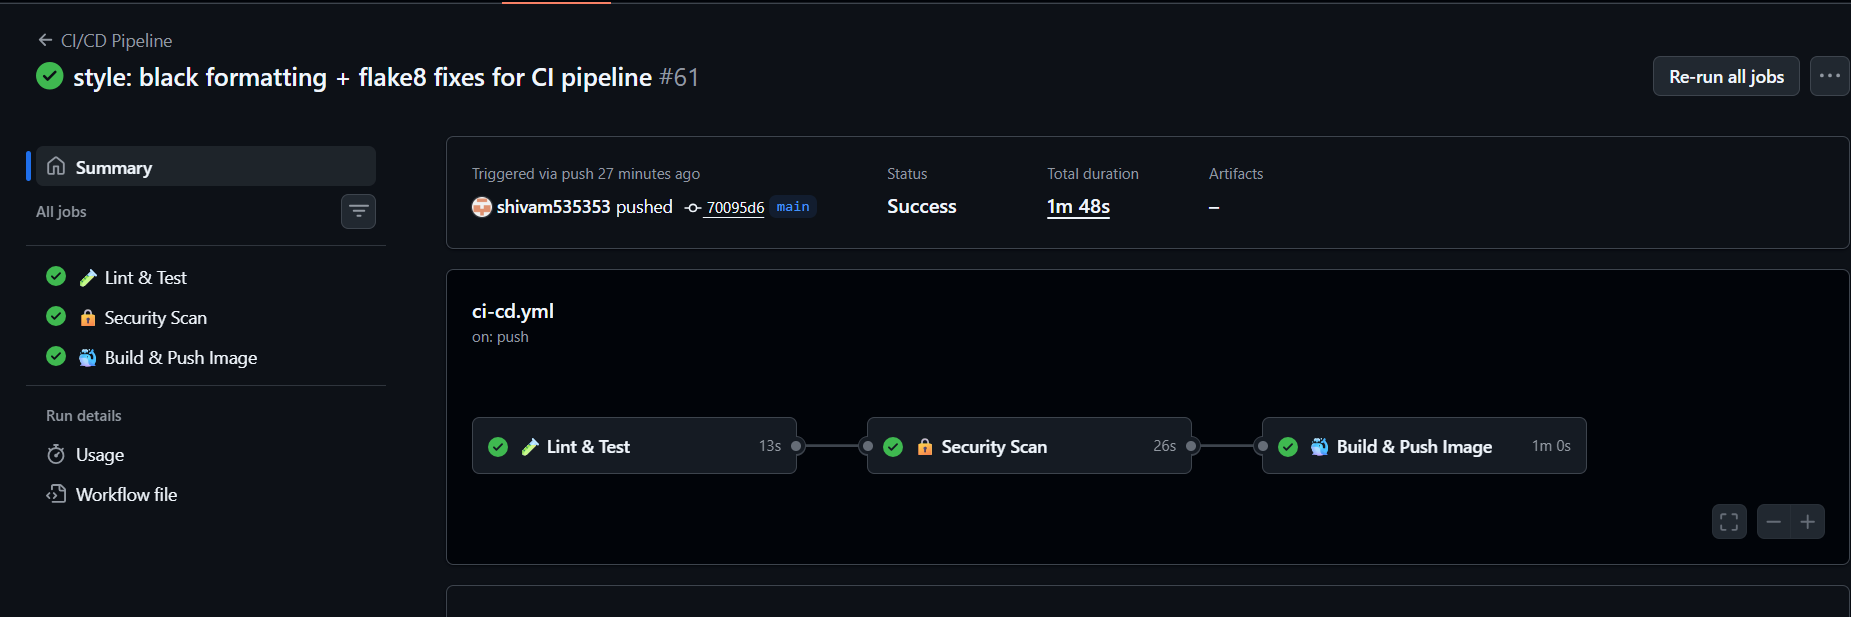 CI/CD Pipeline
style: black formatting + flake8 fixes for CI pipeline #61
Re-run all jobs
Summary
All jobs
Lint & Test
Security Scan
Build & Push Image
Run details
Usage
Workflow file
Triggered via push 27 minutes ago
shivam535353 pushed 70095d6 main
Status
Success
Total duration
1m 48s
Artifacts
–
ci-cd.yml
on: push
Lint & Test 13s
Security Scan 26s
Build & Push Image 1m 0s